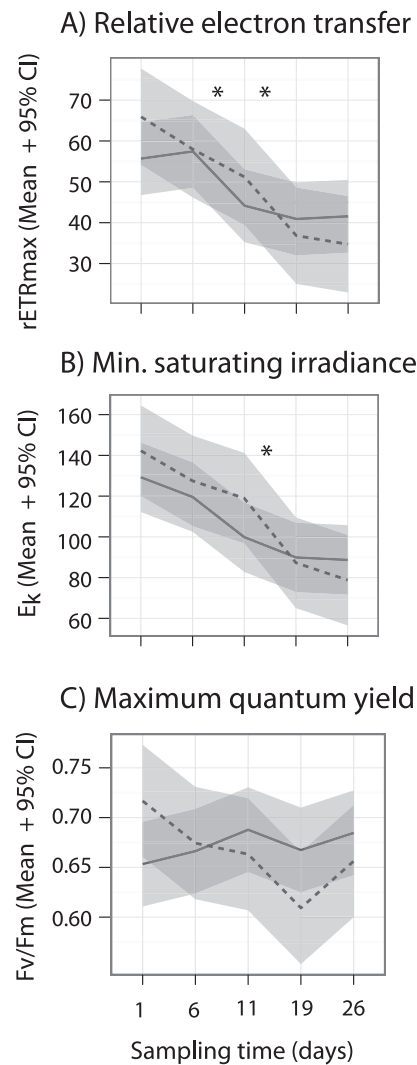 A) Relative electron transfer
rETRmax (Mean + 95% CI)
70
60
50
40
30
* *
B) Min. saturating irradiance
Ek (Mean + 95% CI)
160
140
120
100
80
60
*
C) Maximum quantum yield
Fv/Fm (Mean + 95% CI)
0.75
0.70
0.65
0.60
1 6 11 19 26
Sampling time (days)